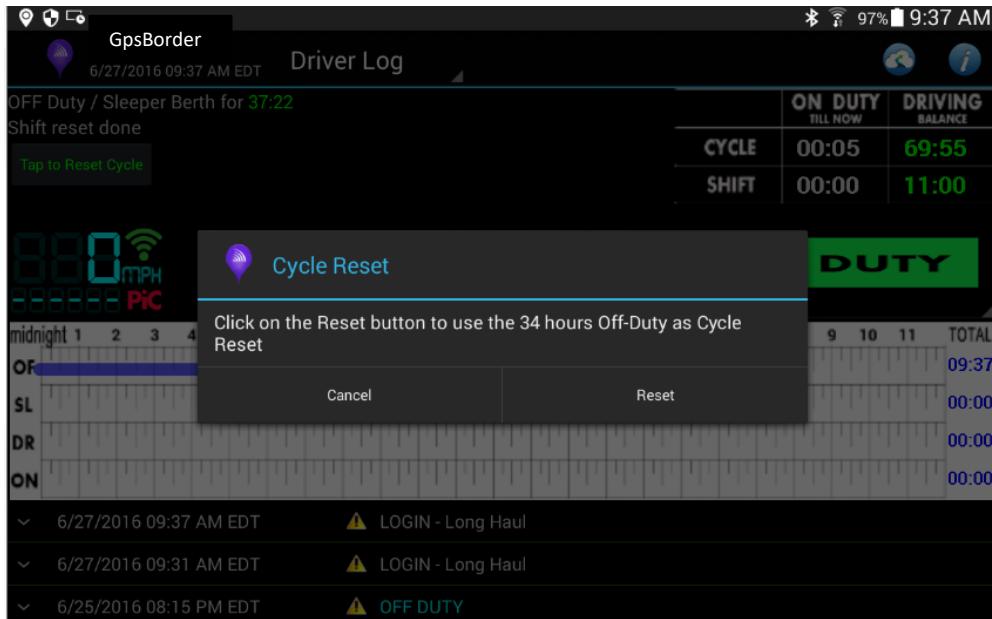 97% 9:37 AM
GpsBorder
6/27/2016 09:37 AM EDT Driver Log
OFF Duty / Sleeper Berth for 37:22
Shift reset done
Tap to Reset Cycle
ON DUTY DRIVING
TILL NOW BALANCE
CYCLE 00:05 69:55
SHIFT 00:00 11:00
0 MPH
PiC
DUTY
Cycle Reset
Click on the Reset button to use the 34 hours Off-Duty as Cycle
Reset
Cancel Reset
midnight 1 2 3 4 9 10 11 TOTAL
OF 09:37
SL 00:00
DR 00:00
ON 00:00
6/27/2016 09:37 AM EDT LOGIN - Long Haul
6/27/2016 09:31 AM EDT LOGIN - Long Haul
6/25/2016 08:15 PM EDT OFF DUTY